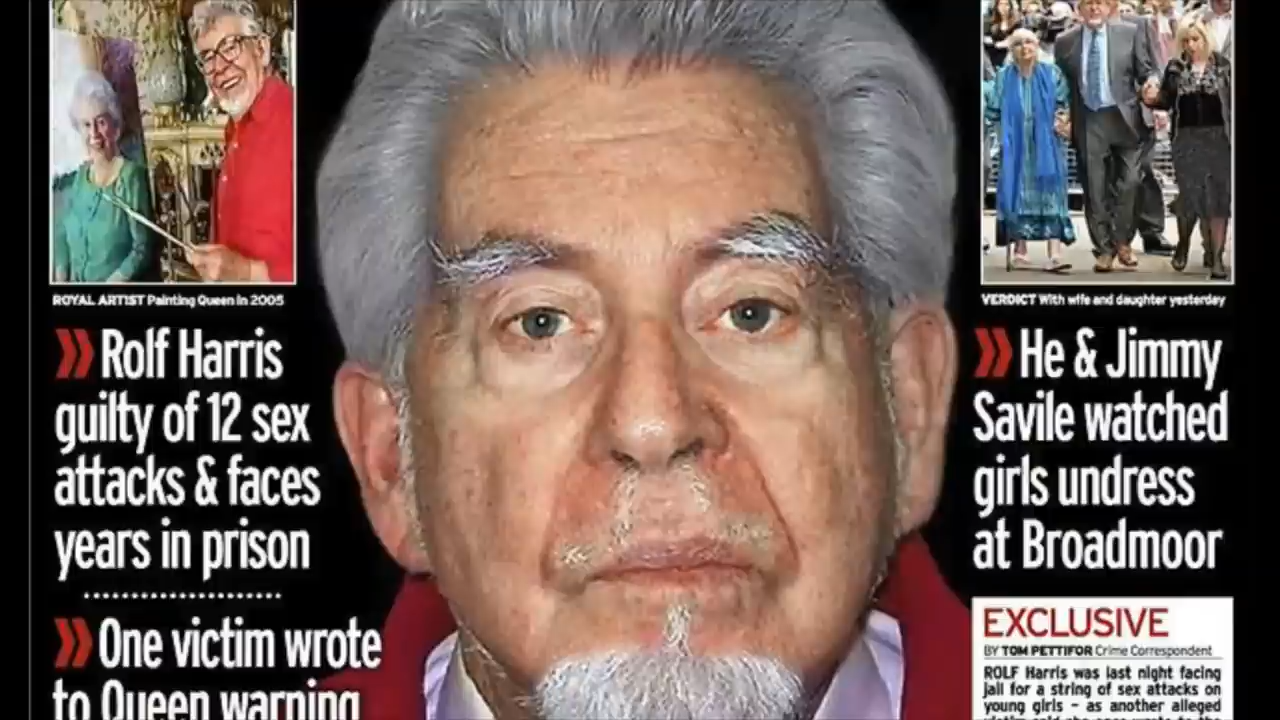 ROYAL ARTIST Painting Queen in 2005
» Rolf Harris
guilty of 12 sex
attacks & faces
years in prison
» One victim wrote
to Queen warning
VERDICT With wife and daughter yesterday
» He & Jimmy
Savile watched
girls undress
at Broadmoor
EXCLUSIVE
BY TOM PETTIFOR Crime Correspondent
ROLF Harris was last night facing
jail for a string of sex attacks on
young girls – as another alleged